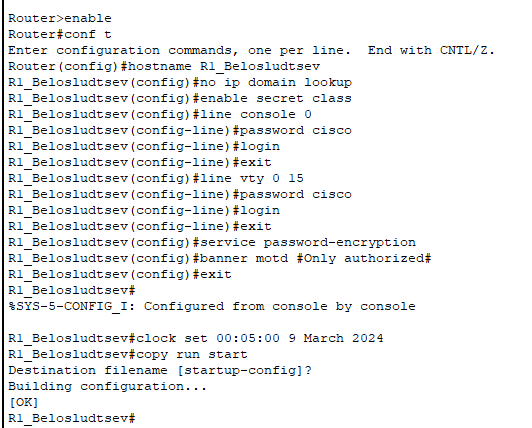 Router>enable
Router#conf t
Enter configuration commands, one per line.  End with CNTL/Z.
Router(config)#hostname R1_Belosludtsev
R1_Belosludtsev(config)#no ip domain lookup
R1_Belosludtsev(config)#enable secret class
R1_Belosludtsev(config)#line console 0
R1_Belosludtsev(config-line)#password cisco
R1_Belosludtsev(config-line)#login
R1_Belosludtsev(config-line)#exit
R1_Belosludtsev(config)#line vty 0 15
R1_Belosludtsev(config-line)#password cisco
R1_Belosludtsev(config-line)#login
R1_Belosludtsev(config-line)#exit
R1_Belosludtsev(config)#service password-encryption
R1_Belosludtsev(config)#banner motd #Only authorized#
R1_Belosludtsev(config)#exit
R1_Belosludtsev#
%SYS-5-CONFIG_I: Configured from console by console
R1_Belosludtsev#clock set 00:05:00 9 March 2024
R1_Belosludtsev#copy run start
Destination filename [startup-config]?
Building configuration...
[OK]
R1_Belosludtsev#